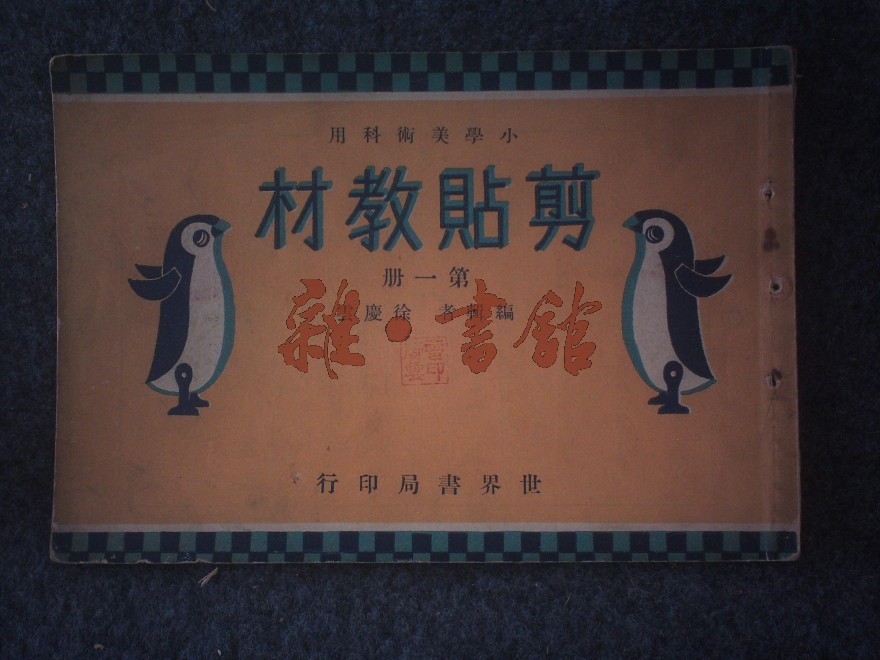 小學美術科用
剪貼教材
第一册
編輯者 徐慶
雜·書館
世界書局印行